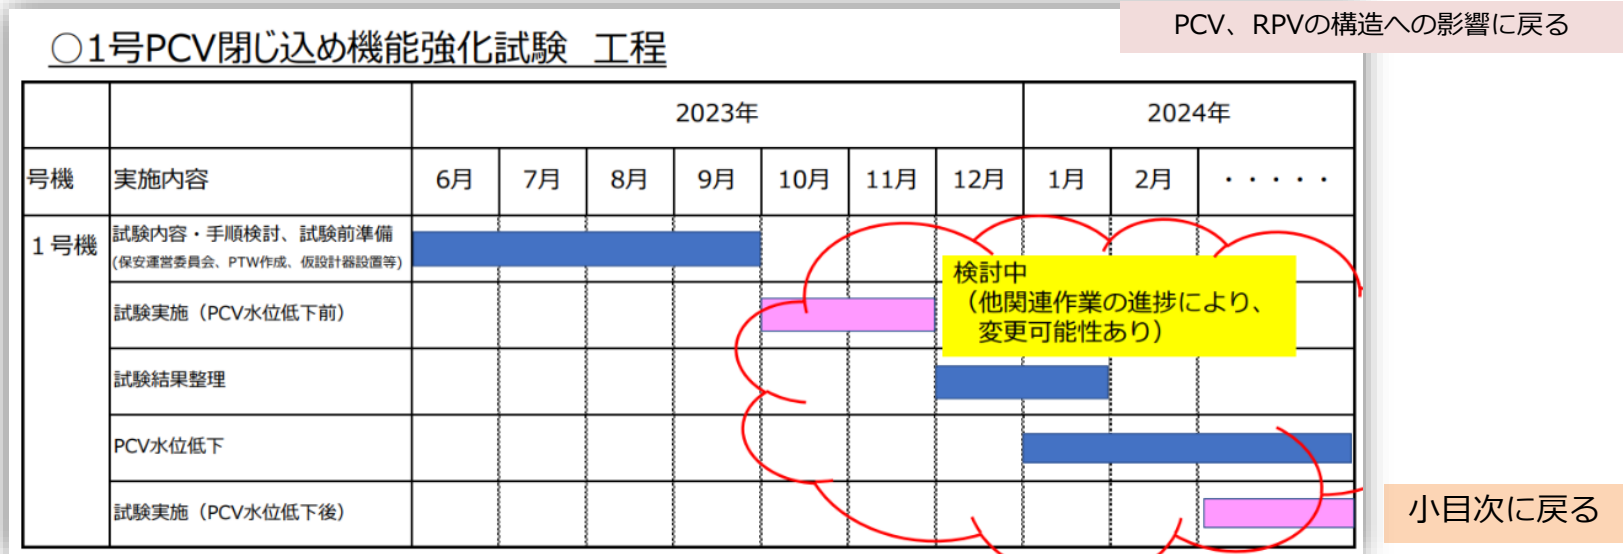 PCV、RPVの構造への影響に戻る
○1号PCV閉じ込め機能強化試験 工程
2023年 2024年
号機 実施内容 6月 7月 8月 9月 10月 11月 12月 1月 2月 ・・・・・
1号機 試験内容・手順検討、試験前準備
(保安運営委員会、PTW作成、仮設計器設置等)
検討中
(他関連作業の進捗により、
変更可能性あり)
試験実施(PCV水位低下前)
試験結果整理
PCV水位低下
試験実施(PCV水位低下後)
小目次に戻る